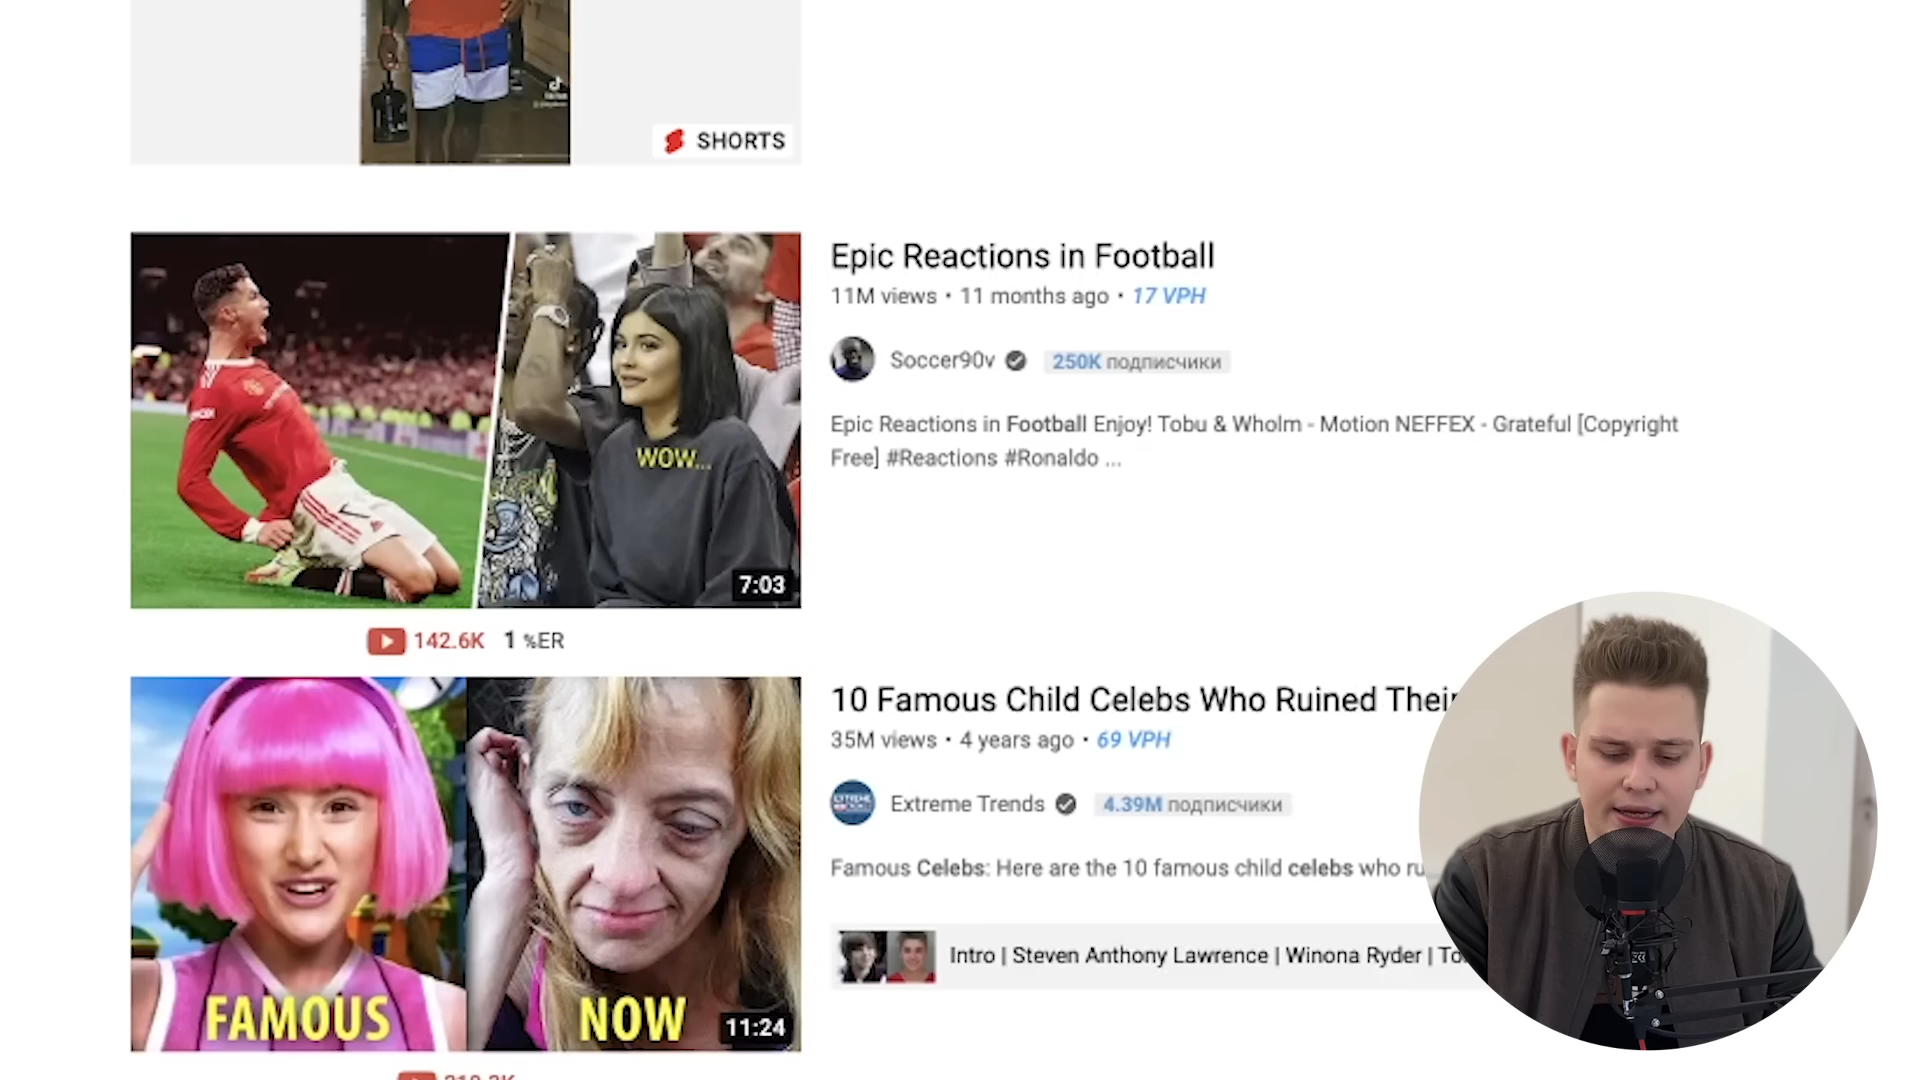 SHORTS
WOW...
7:03
Epic Reactions in Football
11M views • 11 months ago • 17 VPH
Soccer90v 250K подписчики
Epic Reactions in Football Enjoy! Tobu & Wholm - Motion NEFFEX - Grateful [Copyright
Free] #Reactions #Ronaldo ...
142.6K 1 %ER
FAMOUS NOW
11:24
10 Famous Child Celebs Who Ruined Their
35M views • 4 years ago • 69 VPH
Extreme Trends 4.39M подписчики
Famous Celebs: Here are the 10 famous child celebs who ru
Intro | Steven Anthony Lawrence | Winona Ryder | To